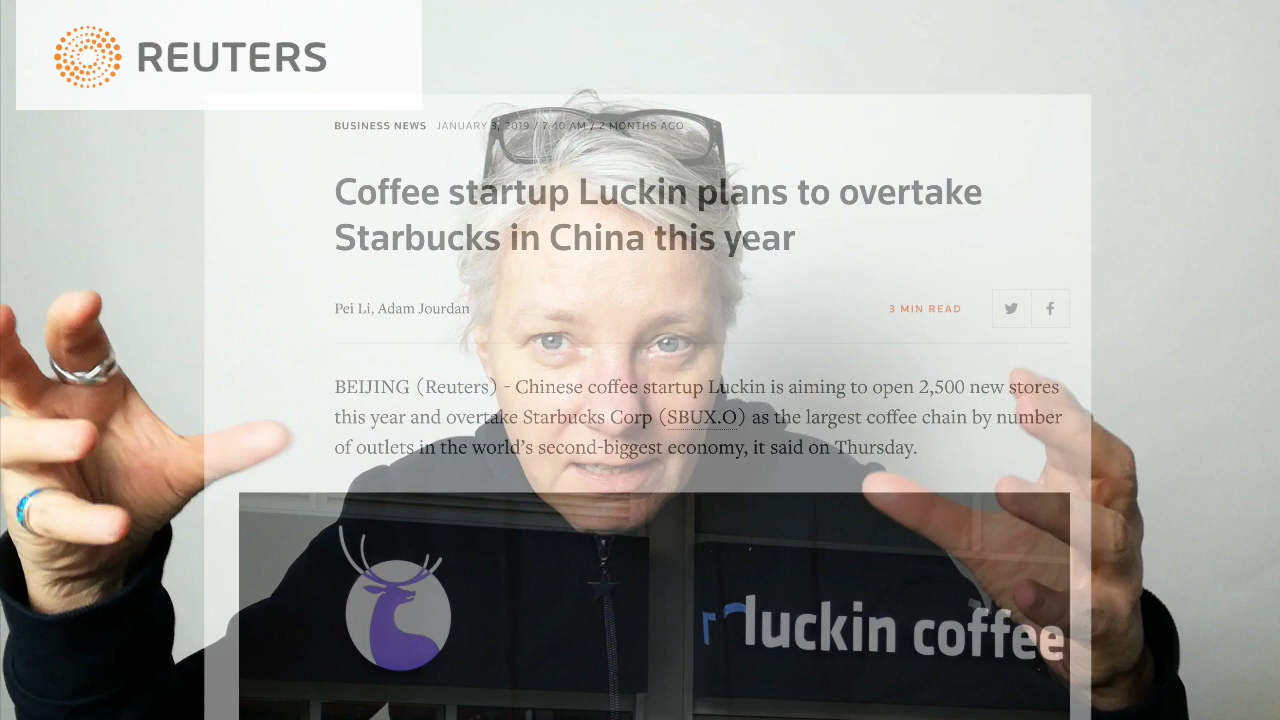 REUTERS
BUSINESS NEWS JANUARY 3, 2019 / 7:40 AM / 2 MONTHS AGO
Coffee startup Luckin plans to overtake
Starbucks in China this year
Pei Li, Adam Jourdan
3 MIN READ
BEIJING (Reuters) - Chinese coffee startup Luckin is aiming to open 2,500 new stores
this year and overtake Starbucks Corp (SBUX.O) as the largest coffee chain by number
of outlets in the world's second-biggest economy, it said on Thursday.
luckin coffee